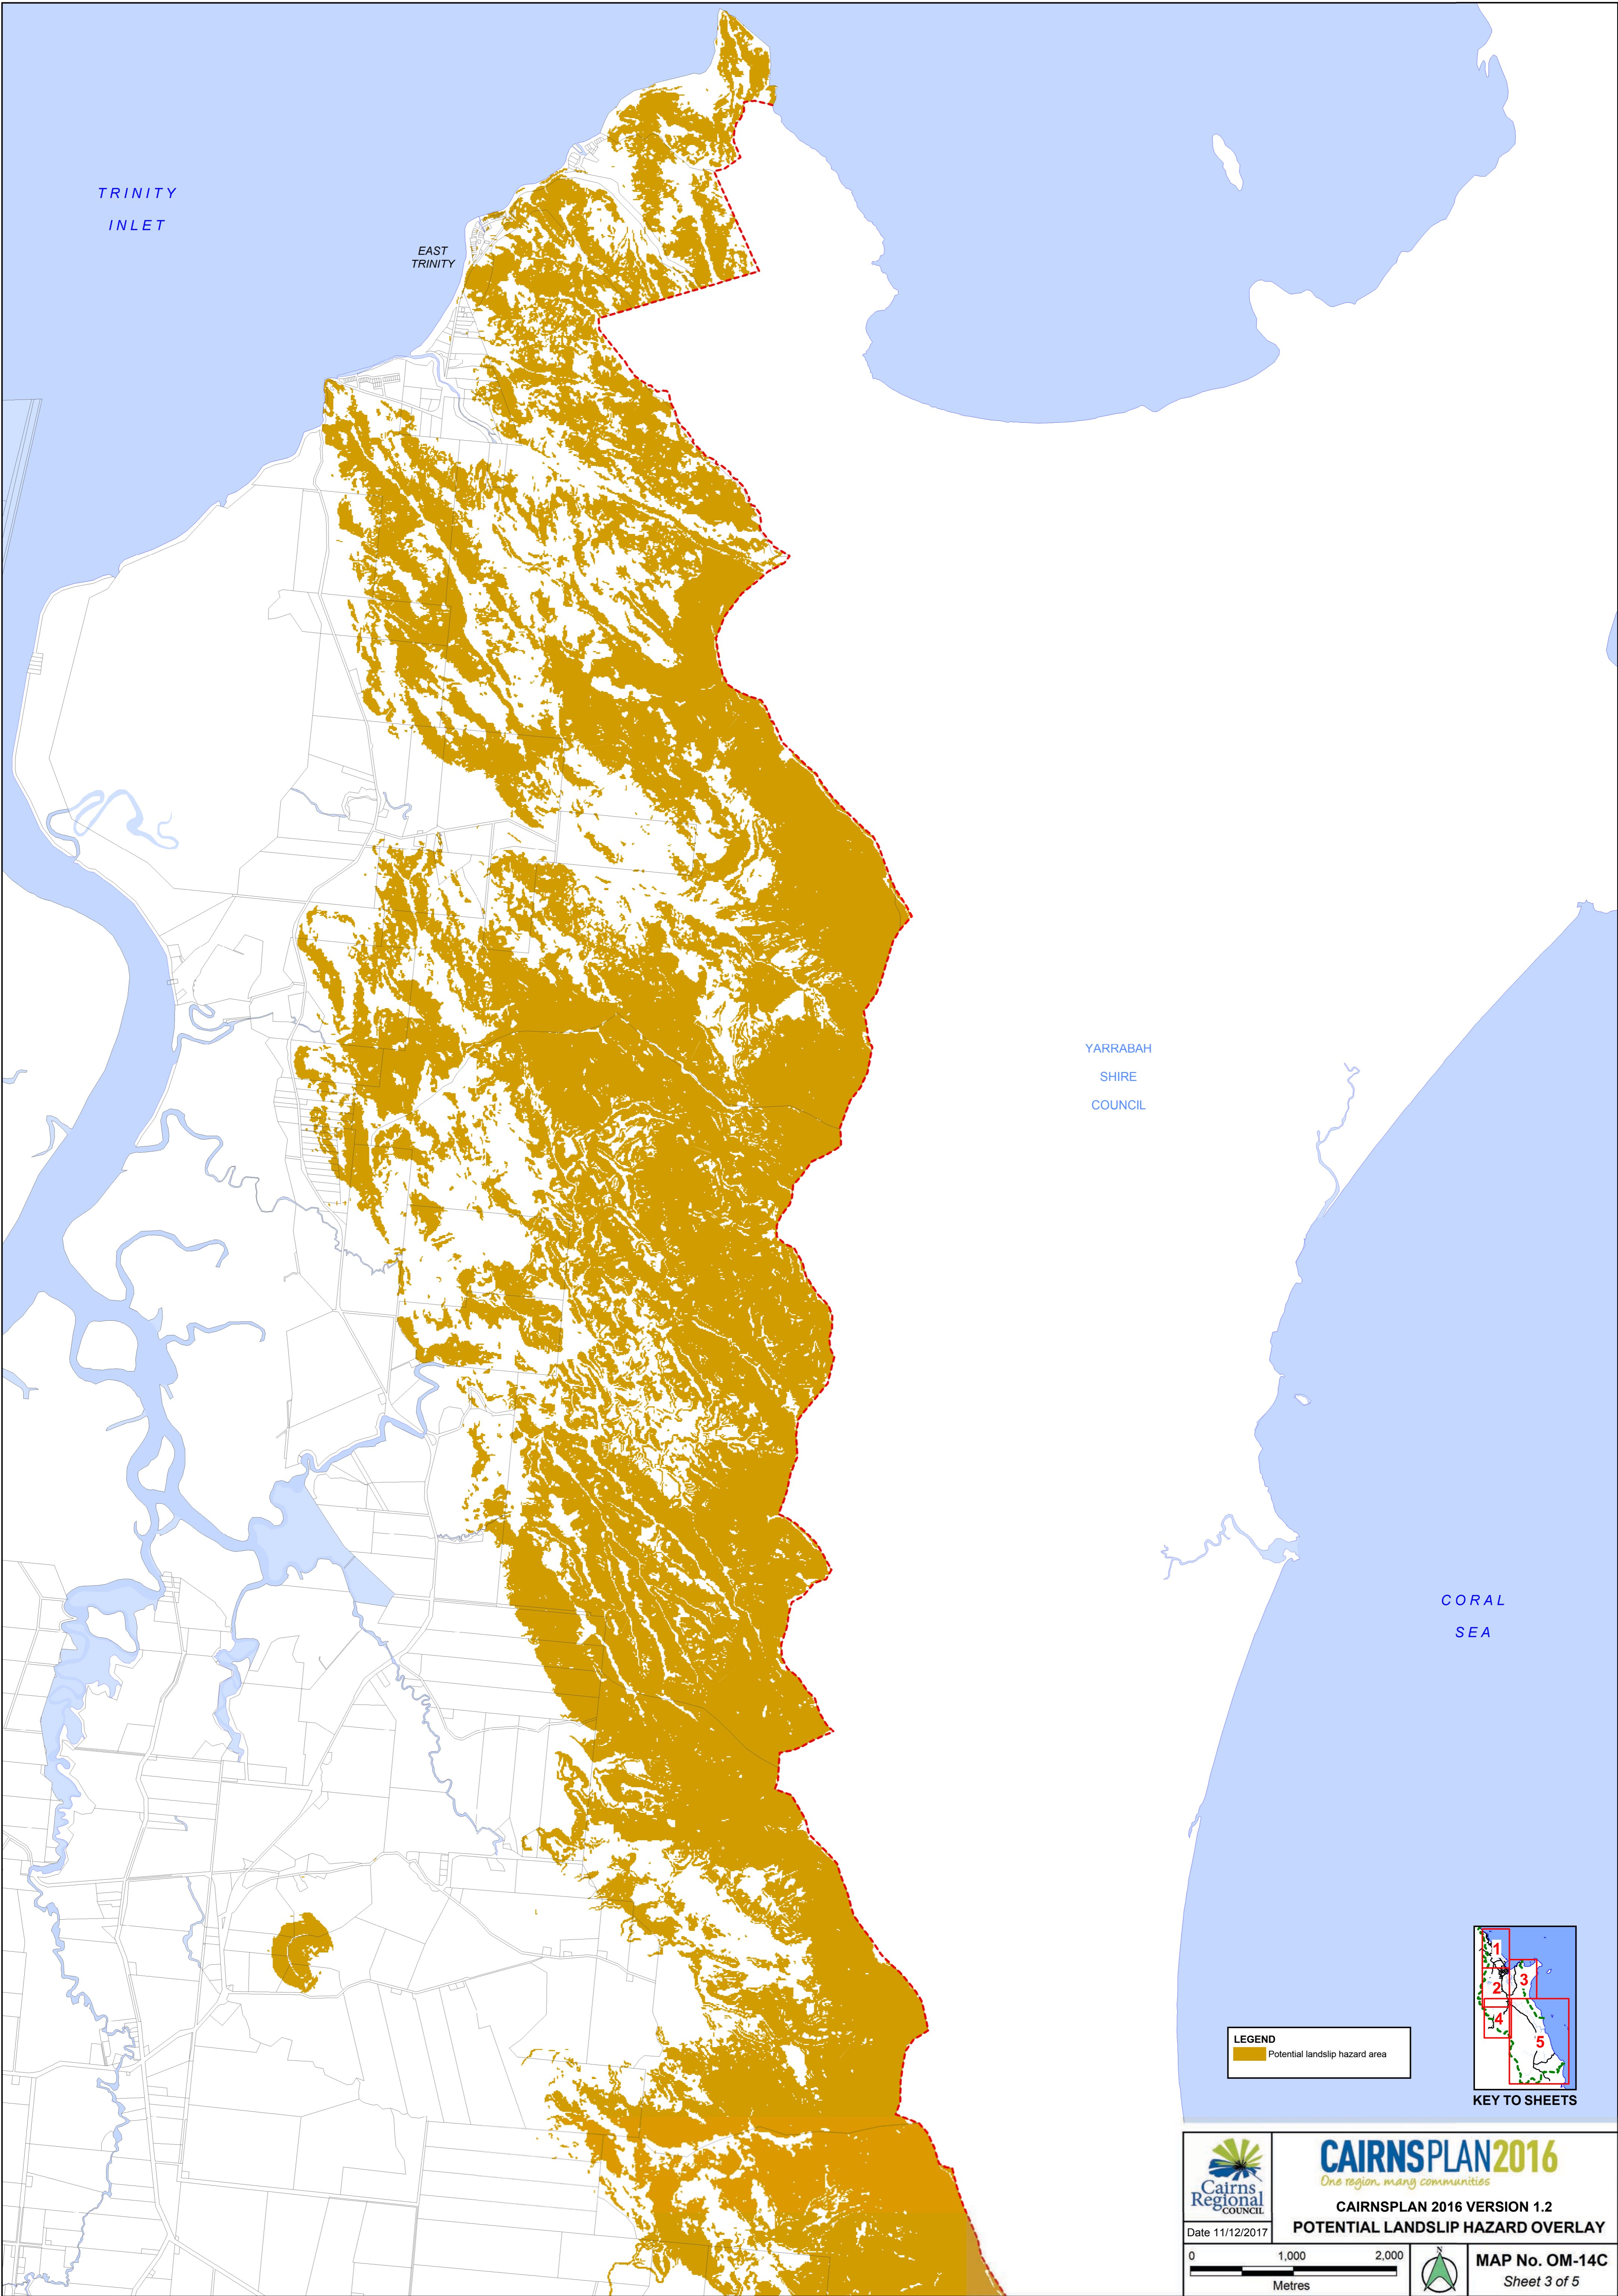 TRINITY
INLET
EAST
TRINITY
YARRABAH
SHIRE
COUNCIL
CORAL
SEA
1
2
3
4
5
KEY TO SHEETS
LEGEND
Potential landslip hazard area
Cairns
Regional
COUNCIL
Date 11/12/2017
CAIRNSPLAN2016
One region, many communities
CAIRNSPLAN 2016 VERSION 1.2
POTENTIAL LANDSLIP HAZARD OVERLAY
0 1,000 2,000
Metres
N
MAP No. OM-14C
Sheet 3 of 5